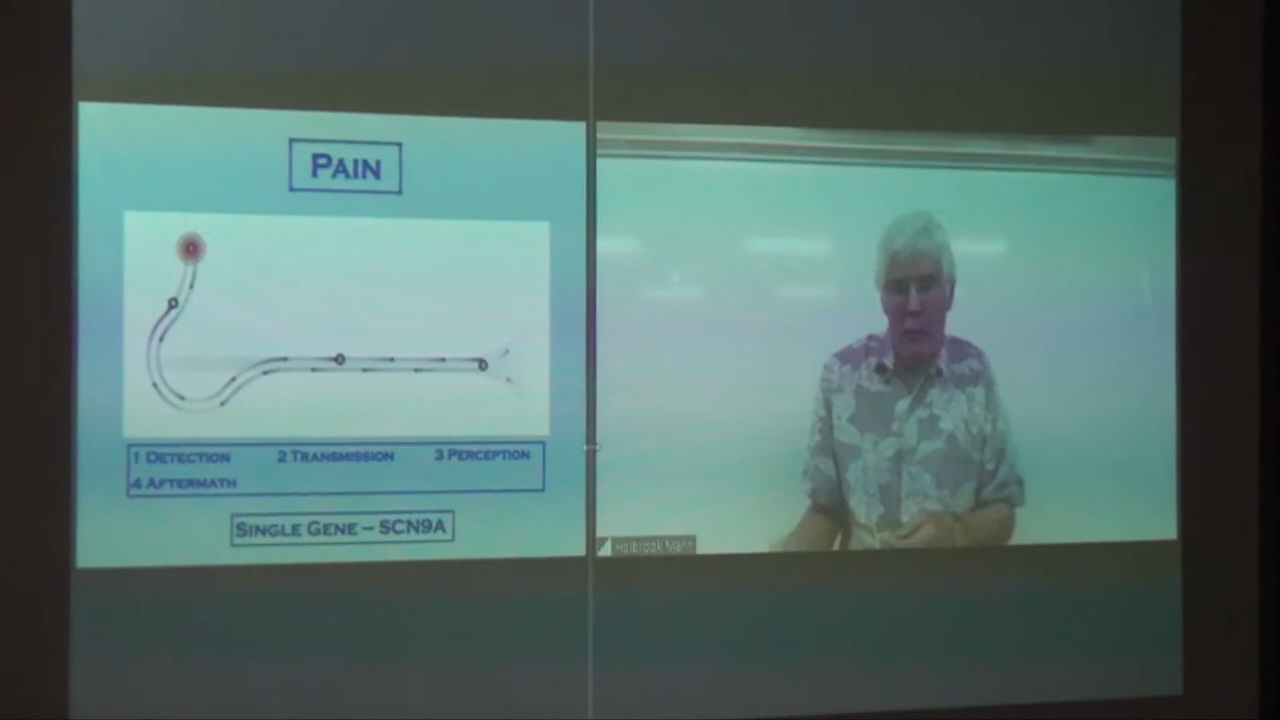 PAIN
1 DETECTION 2 TRANSMISSION 3 PERCEPTION
4 AFTERMATH
SINGLE GENE – SCN9A
Holbrook Mann